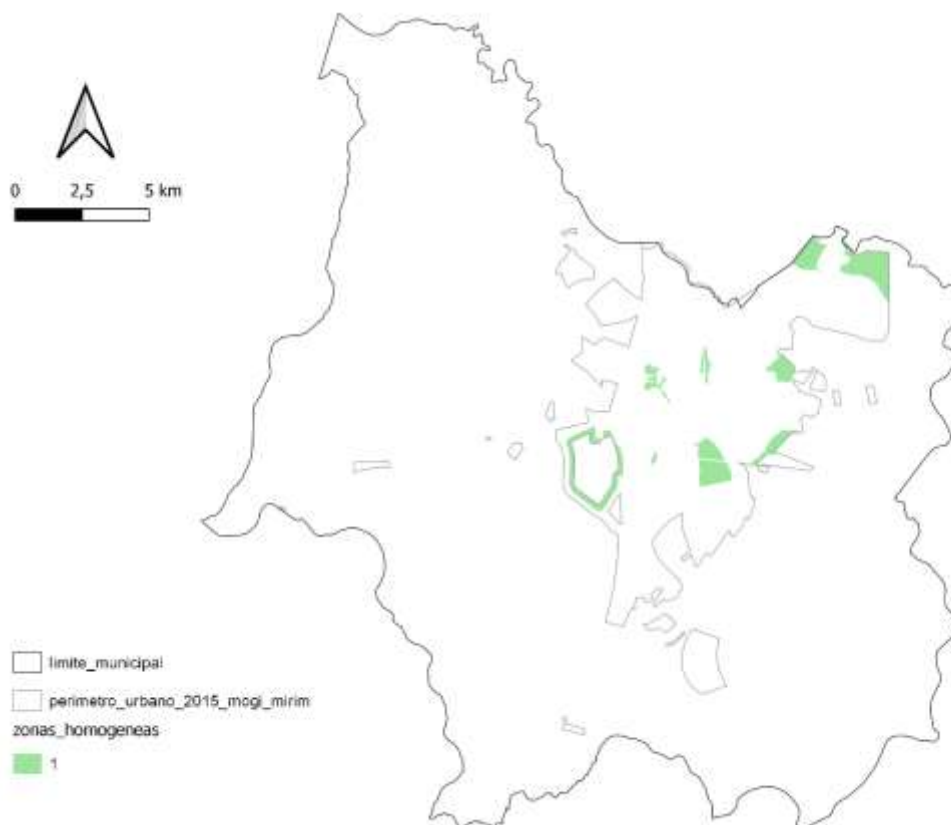 0 2,5 5 km
limite_municipal
perimetro_urbano_2015_mogi_mirim
zonas_homogeneas
1